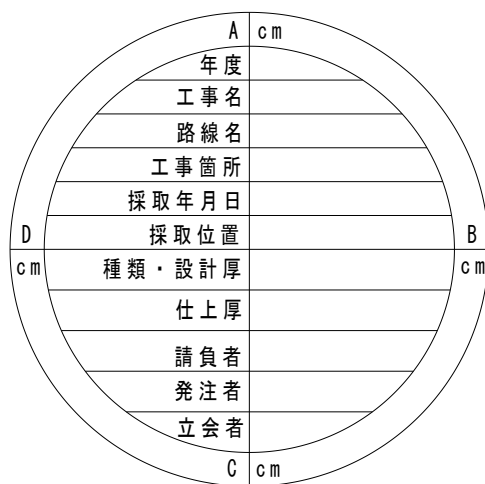 A cm
年度
工事名
路線名
工事箇所
採取年月日
D 採取位置 B
cm 種類・設計厚 cm
仕上厚
請負者
発注者
立会者
C cm